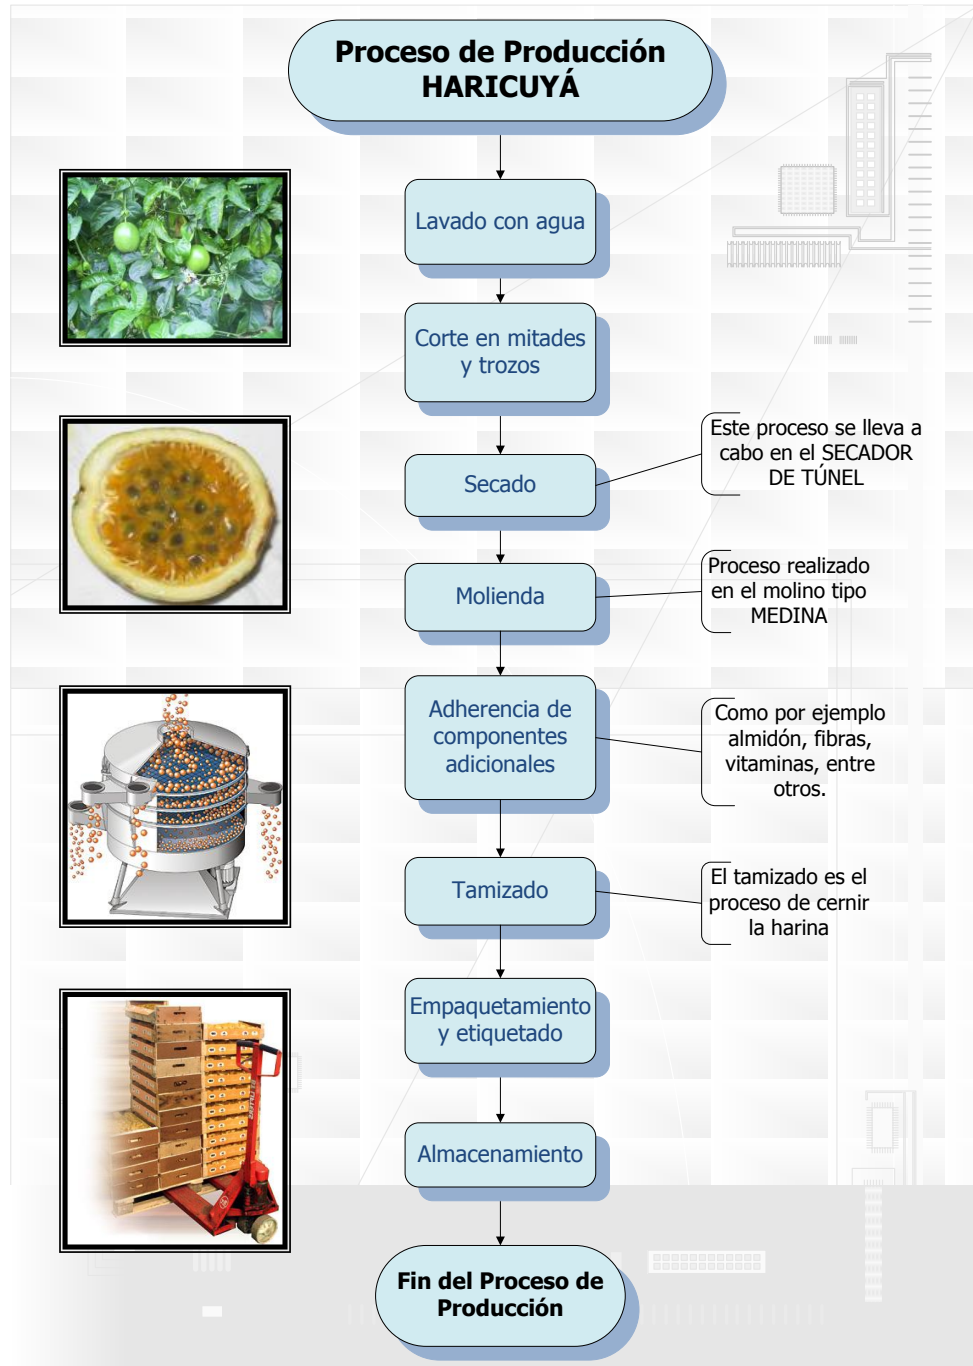 Proceso de Producción
HARICUYÁ
Lavado con agua
Corte en mitades
y trozos
Secado
Este proceso se lleva a
cabo en el SECADOR
DE TÚNEL
Molienda
Proceso realizado
en el molino tipo
MEDINA
Adherencia de
componentes
adicionales
Como por ejemplo
almidón, fibras,
vitaminas, entre
otros.
Tamizado
El tamizado es el
proceso de cernir
la harina
Empaquetamiento
y etiquetado
Almacenamiento
Fin del Proceso de
Producción